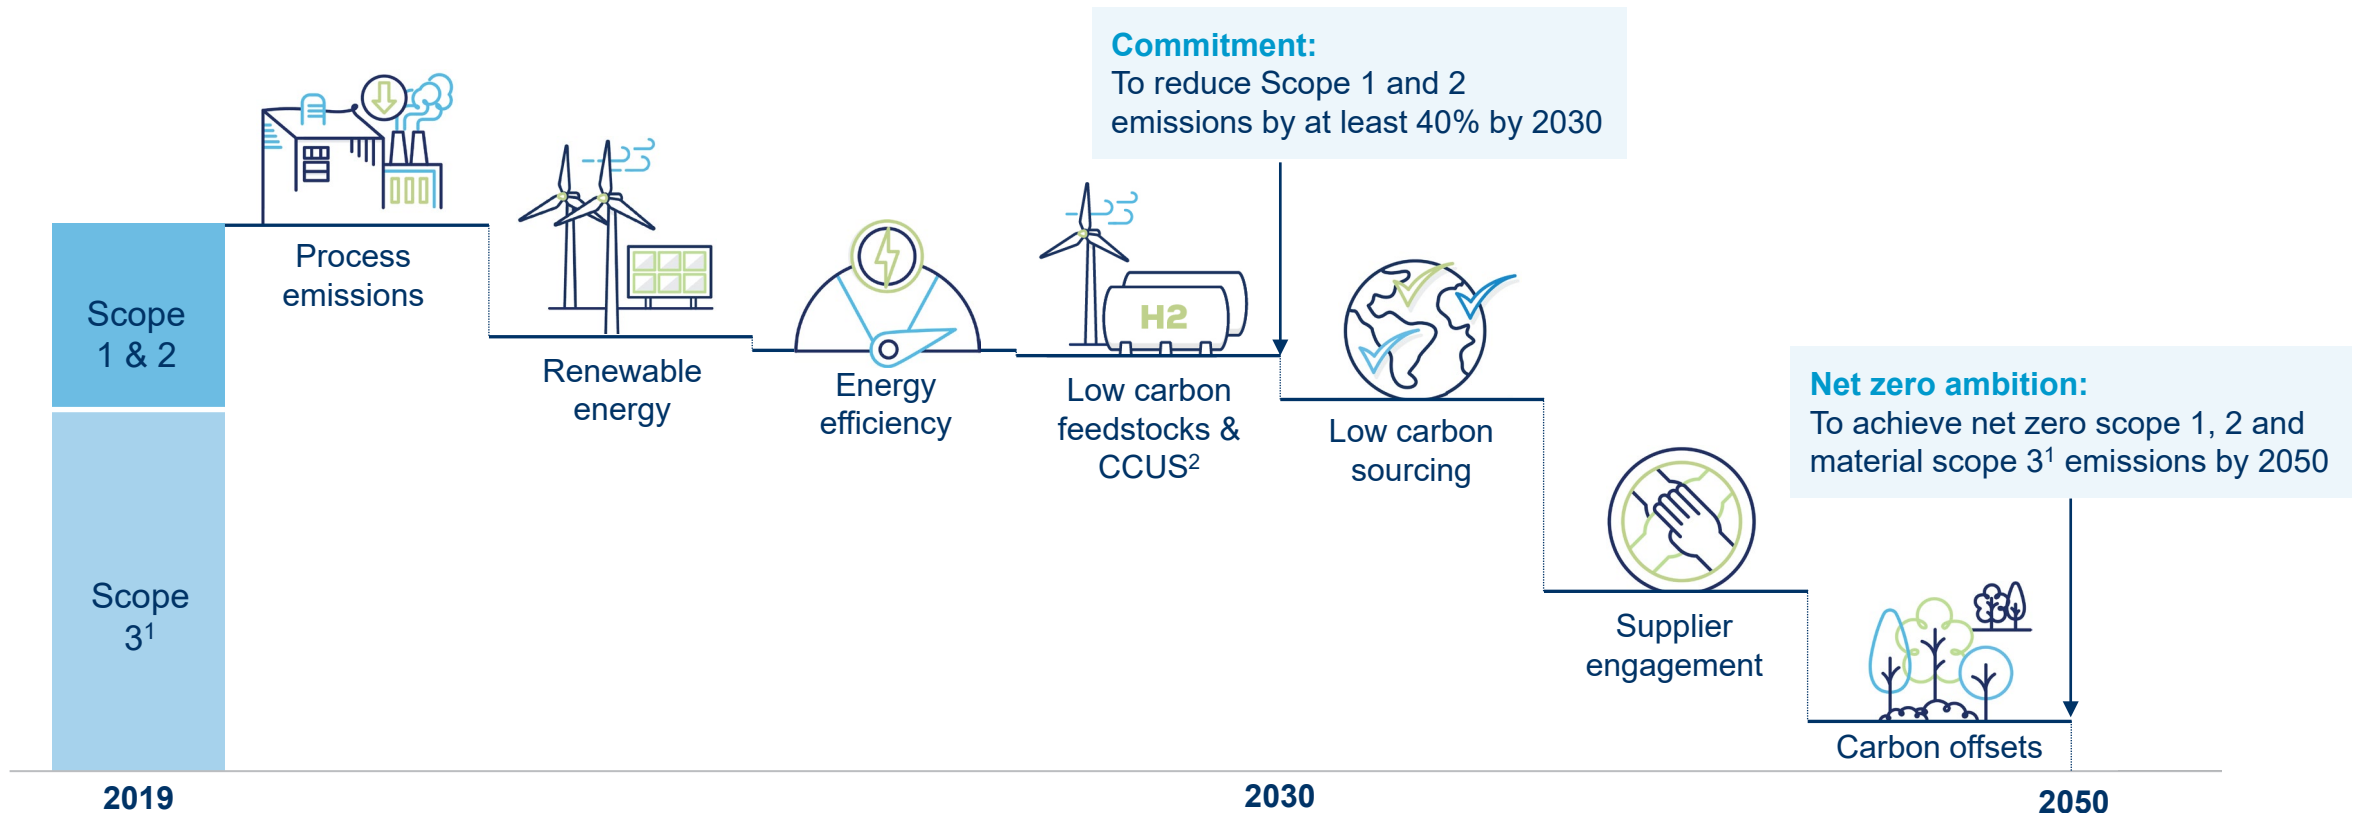 Commitment:
To reduce Scope 1 and 2
emissions by at least 40% by 2030
Process
emissions
Scope
1 & 2
Renewable
energy
Energy
efficiency
H2
Low carbon
feedstocks &
CCUS²
Low carbon
sourcing
Net zero ambition:
To achieve net zero scope 1, 2 and
material scope 3¹ emissions by 2050
Scope
3¹
Supplier
engagement
Carbon offsets
2019
2030
2050